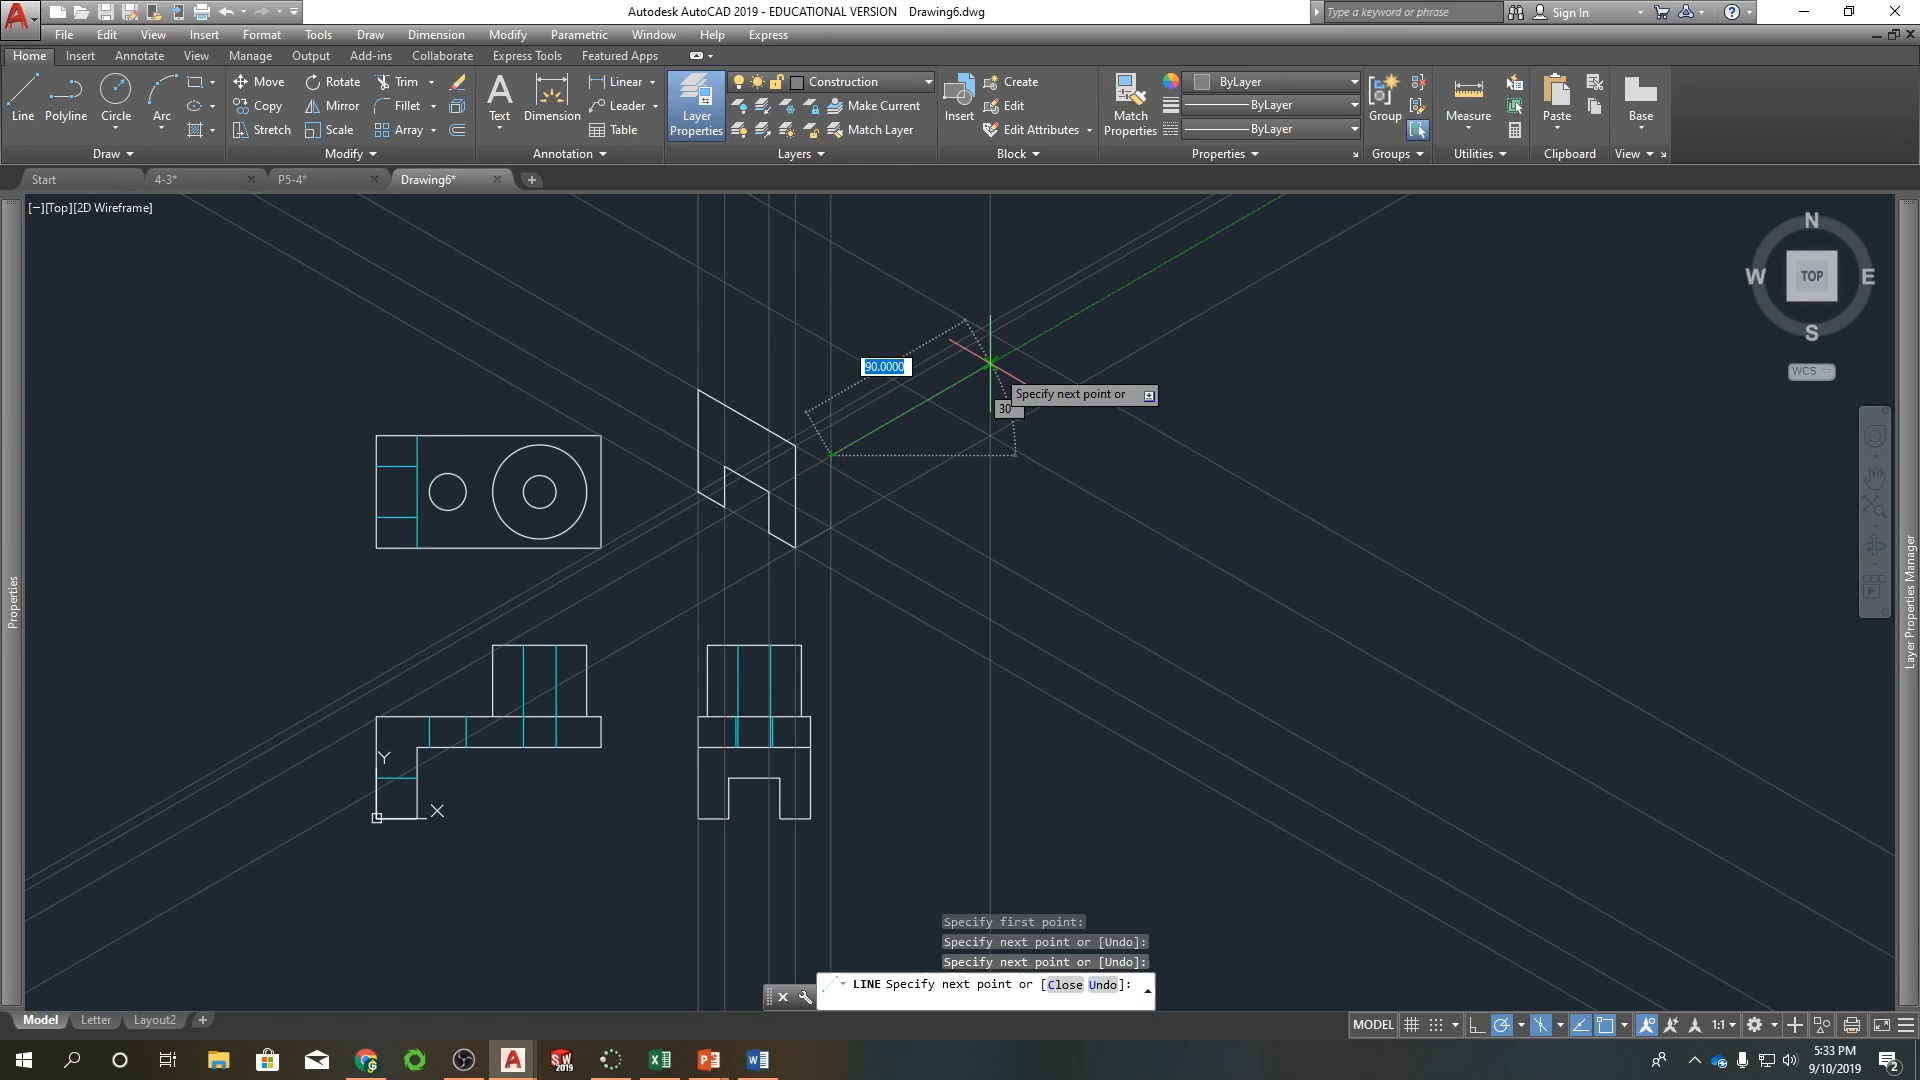 Autodesk AutoCAD 2019 - EDUCATIONAL VERSION Drawing6.dwg
Type a keyword or phrase
Sign In
File Edit View Insert Format Tools Draw Dimension Modify Parametric Window Help Express
Home Insert Annotate View Manage Output Add-ins Collaborate Express Tools Featured Apps
Move Rotate Trim Linear Construction Create ByLayer
Copy Mirror Fillet Leader Make Current Edit ByLayer
Line Polyline Circle Arc Text Dimension Layer Properties Insert Match Properties Group Measure Paste Base
Stretch Scale Array Table Match Layer Edit Attributes ByLayer
Draw Modify Annotation Layers Block Properties Groups Utilities Clipboard View
Start 4-3* P5-4* Drawing6*
[−][Top][2D Wireframe]
N
W TOP E
S
WCS
90.0000
Specify next point or
30
Properties
Layer Properties Manager
Y
X
Specify first point:
Specify next point or [Undo]:
Specify next point or [Undo]:
LINE Specify next point or [Close Undo]:
Model Letter Layout2
MODEL 1:1
SW 2019
5:33 PM
9/10/2019
2